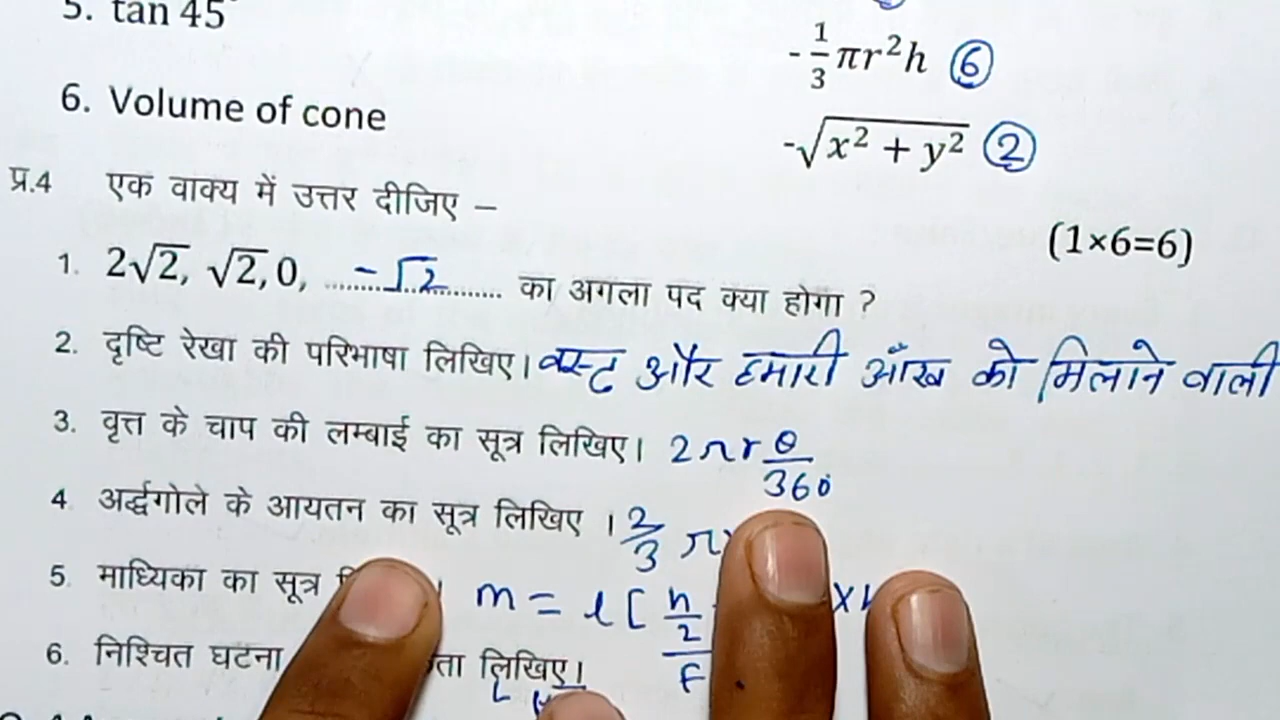 5. tan 45°
-1/3 πr²h ⑥
6. Volume of cone
-√(x² + y²) ②
प्र.4 एक वाक्य में उत्तर दीजिए –
(1×6=6)
1. 2√2, √2, 0, ......-√2...... का अगला पद क्या होगा ?
2. दृष्टि रेखा की परिभाषा लिखिए। और हमारी आँख को मिलाने वाली
3. वृत्त के चाप की लम्बाई का सूत्र लिखिए। 2πr θ/360
4. अर्द्धगोले के आयतन का सूत्र लिखिए । 2/3 π
5. माध्यिका का सूत्र m = l [ n/2 / F ×
6. निश्चित घटना लिखिए।